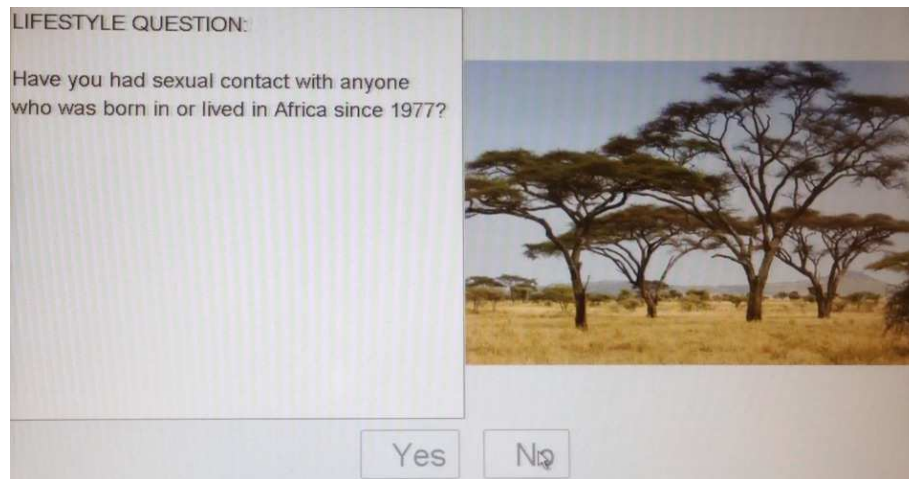 LIFESTYLE QUESTION:
Have you had sexual contact with anyone
who was born in or lived in Africa since 1977?
Yes
No